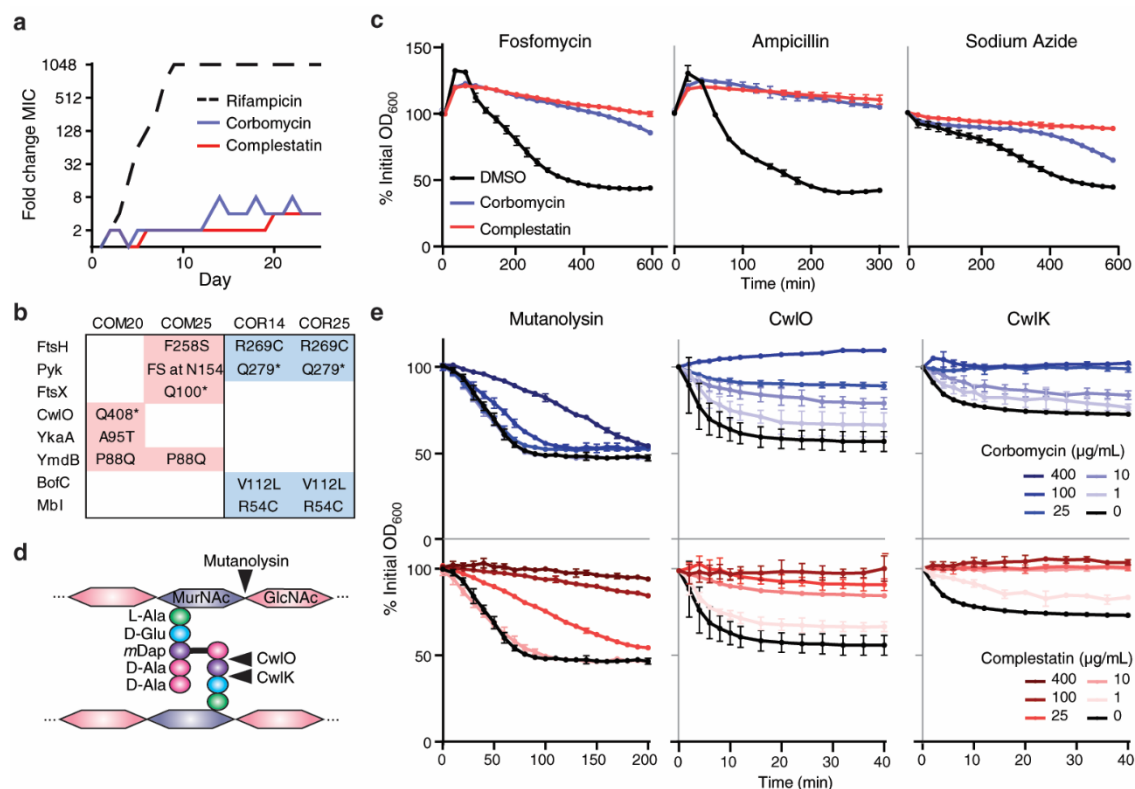 a
Fold change MIC
1048
512
128
32
8
2
0 10 20
Day
Rifampicin
Corbomycin
Complestatin
b
COM20 COM25 COR14 COR25
FtsH F258S R269C R269C
Pyk FS at N154 Q279* Q279*
FtsX Q100*
CwlO Q408*
YkaA A95T
YmdB P88Q P88Q
BofC V112L V112L
Mbl R54C R54C
c
Fosfomycin Ampicillin Sodium Azide
% Initial OD600
150
100
50
0
DMSO
Corbomycin
Complestatin
0 200 400 600
0 100 200 300
0 200 400 600
Time (min)
d
Mutanolysin
... MurNAc GlcNAc ...
L-Ala
D-Glu
mDap
D-Ala
D-Ala
CwlO
CwlK
... ...
e
Mutanolysin CwlO CwlK
% Initial OD600
100
50
0
Corbomycin (µg/mL)
400 10
100 1
25 0
100
50
0
Complestatin (µg/mL)
400 10
100 1
25 0
0 50 100 150 200
0 10 20 30 40
0 10 20 30 40
Time (min)